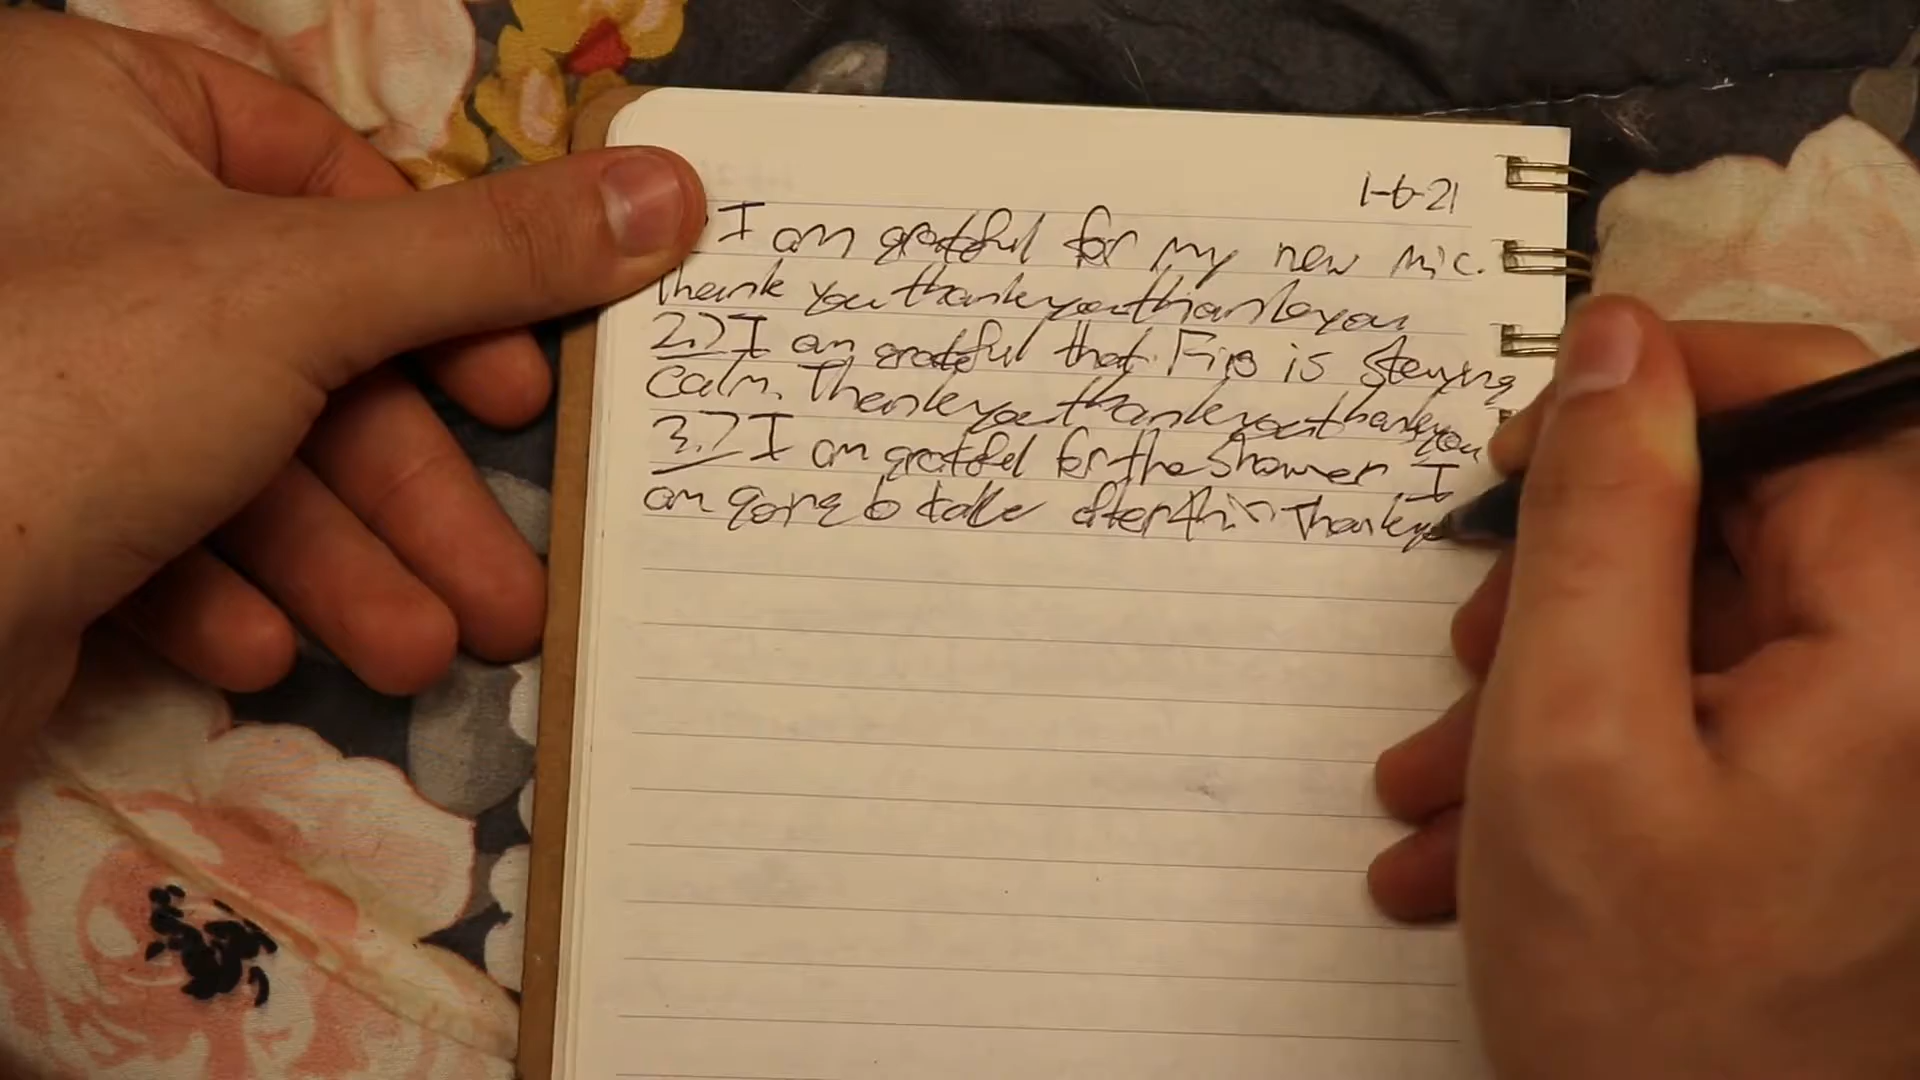 1-6-21
I am grateful for my new mic.
Thank you thank you thank you
2.) I am grateful that is staying
calm. Thank you thank you thank you
3.) I am grateful for the shower I
am going to take after this Thank yo